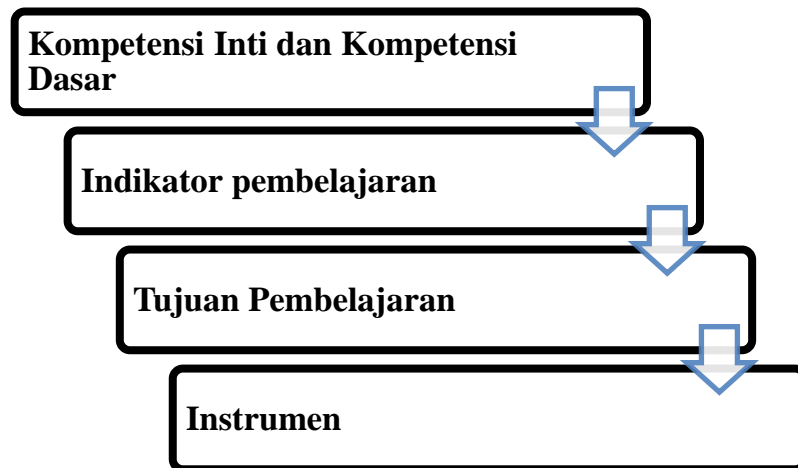 Kompetensi Inti dan Kompetensi
Dasar
Indikator pembelajaran
Tujuan Pembelajaran
Instrumen